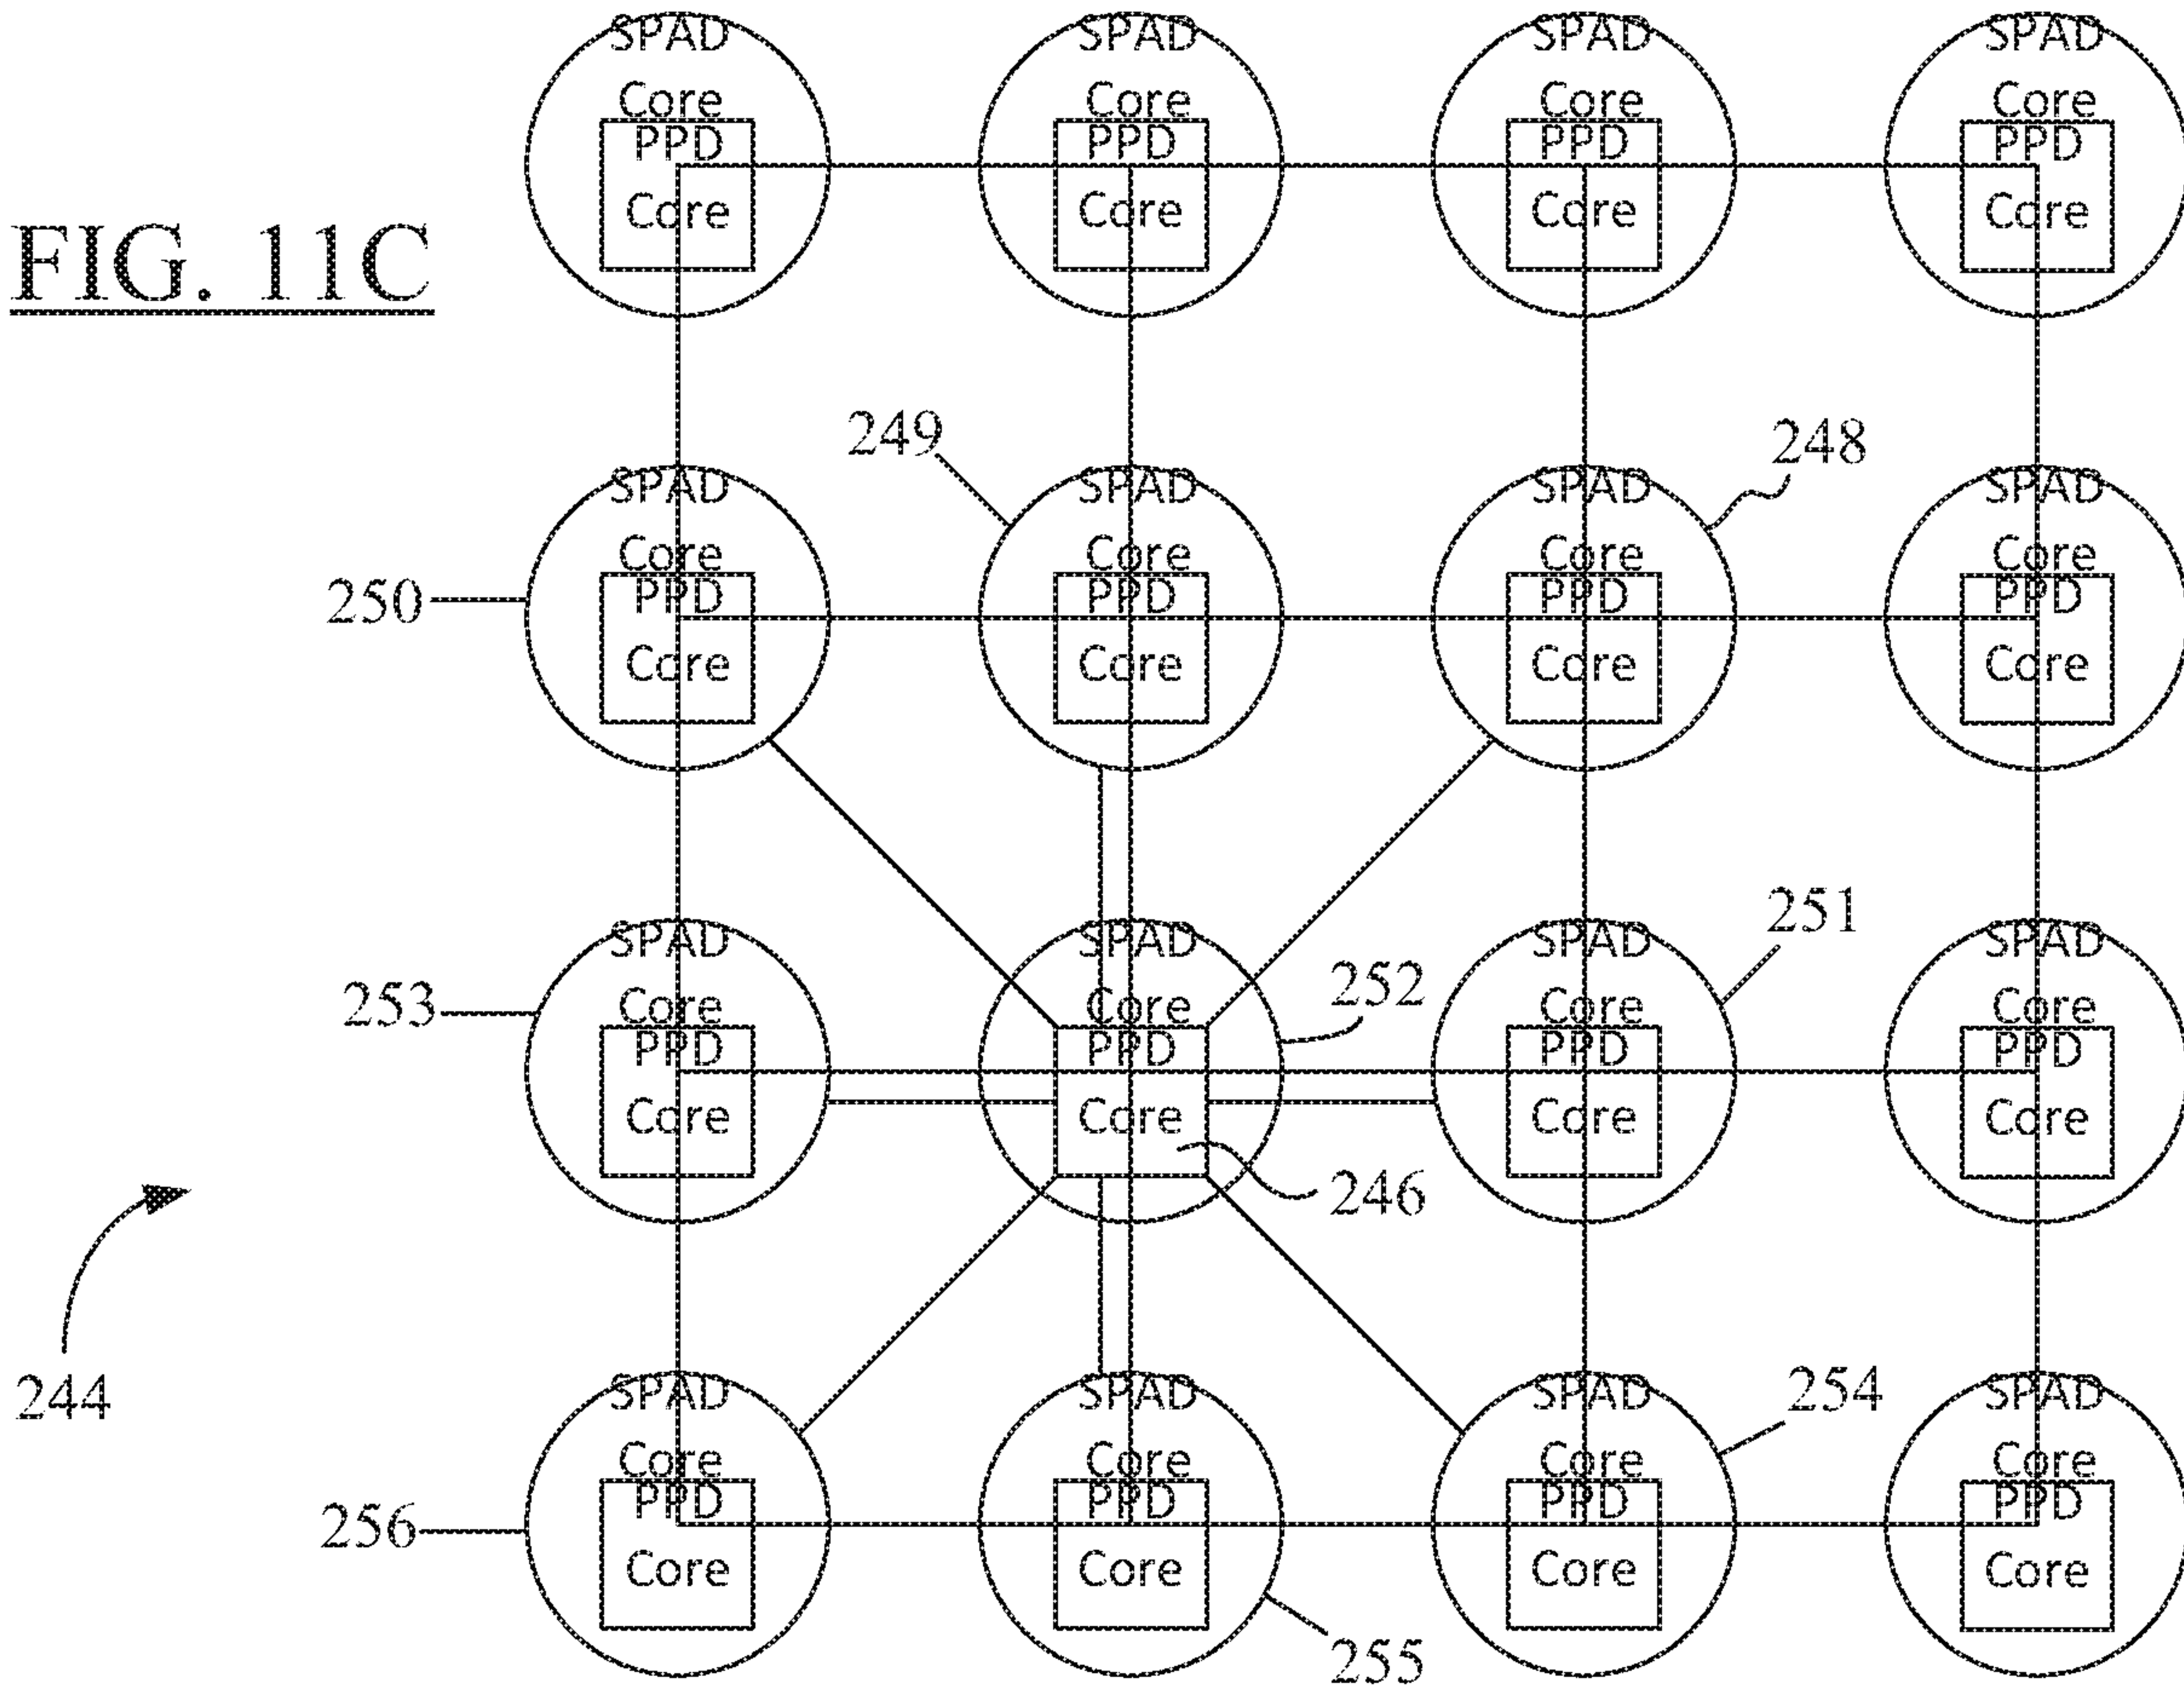 SPAD SPAD SPAD SPAD
Core Core Core Core
PPD PPD PPD PPD
Core Core Core Core
FIG. 11C
249 248
SPAD SPAD SPAD SPAD
Core Core Core Core
250 PPD PPD PPD PPD
Core Core Core Core
251
SPAD SPAD SPAD SPAD
252
253 Core Core Core Core
PPD PPD PPD PPD
Core Core Core Core
246
244
254
SPAD SPAD SPAD SPAD
Core Core Core Core
256 PPD PPD PPD PPD
Core Core Core Core
255